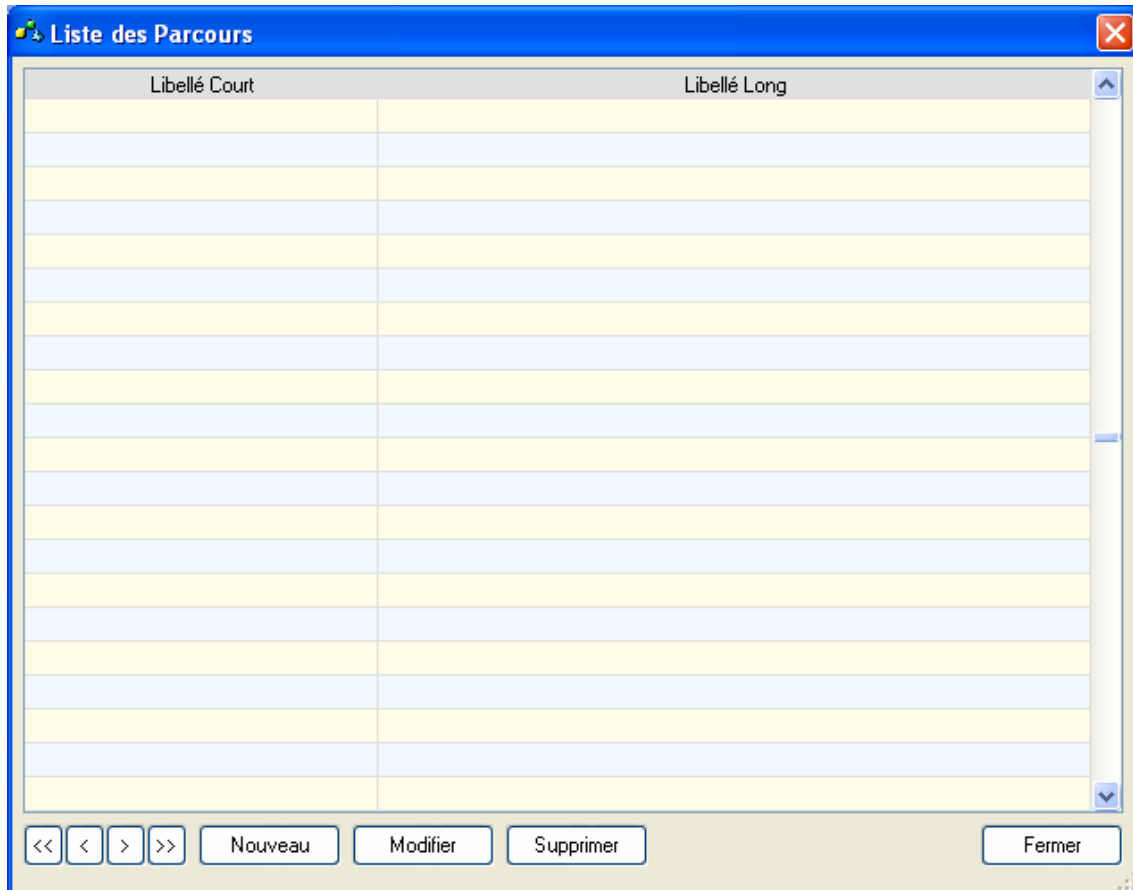 Liste des Parcours
Libellé Court Libellé Long
<< < > >> Nouveau Modifier Supprimer Fermer